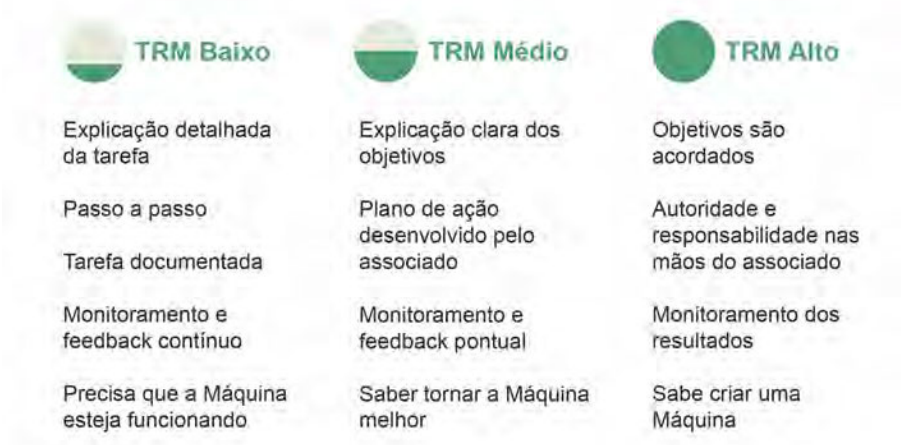 TRM Baixo
Explicação detalhada
da tarefa
Passo a passo
Tarefa documentada
Monitoramento e
feedback contínuo
Precisa que a Máquina
esteja funcionando
TRM Médio
Explicação clara dos
objetivos
Plano de ação
desenvolvido pelo
associado
Monitoramento e
feedback pontual
Saber tornar a Máquina
melhor
TRM Alto
Objetivos são
acordados
Autoridade e
responsabilidade nas
mãos do associado
Monitoramento dos
resultados
Sabe criar uma
Máquina